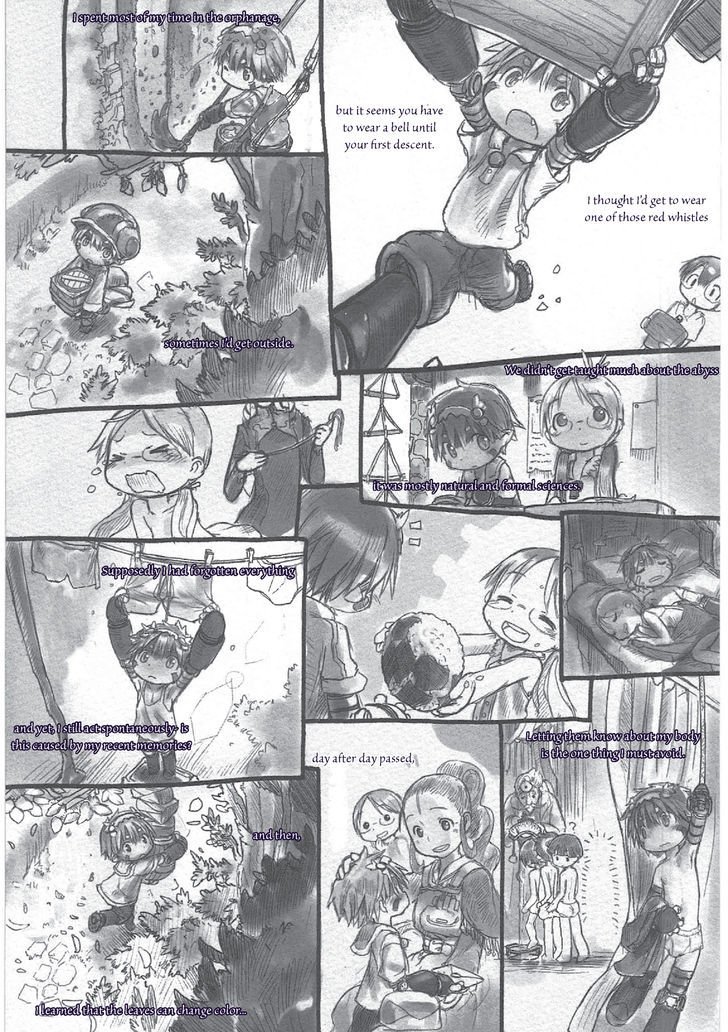 I spent most of my time in the orphanage,
but it seems you have
to wear a bell until
your first descent.
I thought I'd get to wear
one of those red whistles
sometimes I'd get outside.
We didn't get taught much about the abyss
it was mostly natural and formal sciences.
Supposedly I had forgotten everything
and yet, I still act spontaneously- is
this caused by my recent memories?
day after day passed,
Letting them know about my body
is the one thing I must avoid.
and then,
I learned that the leaves can change color...